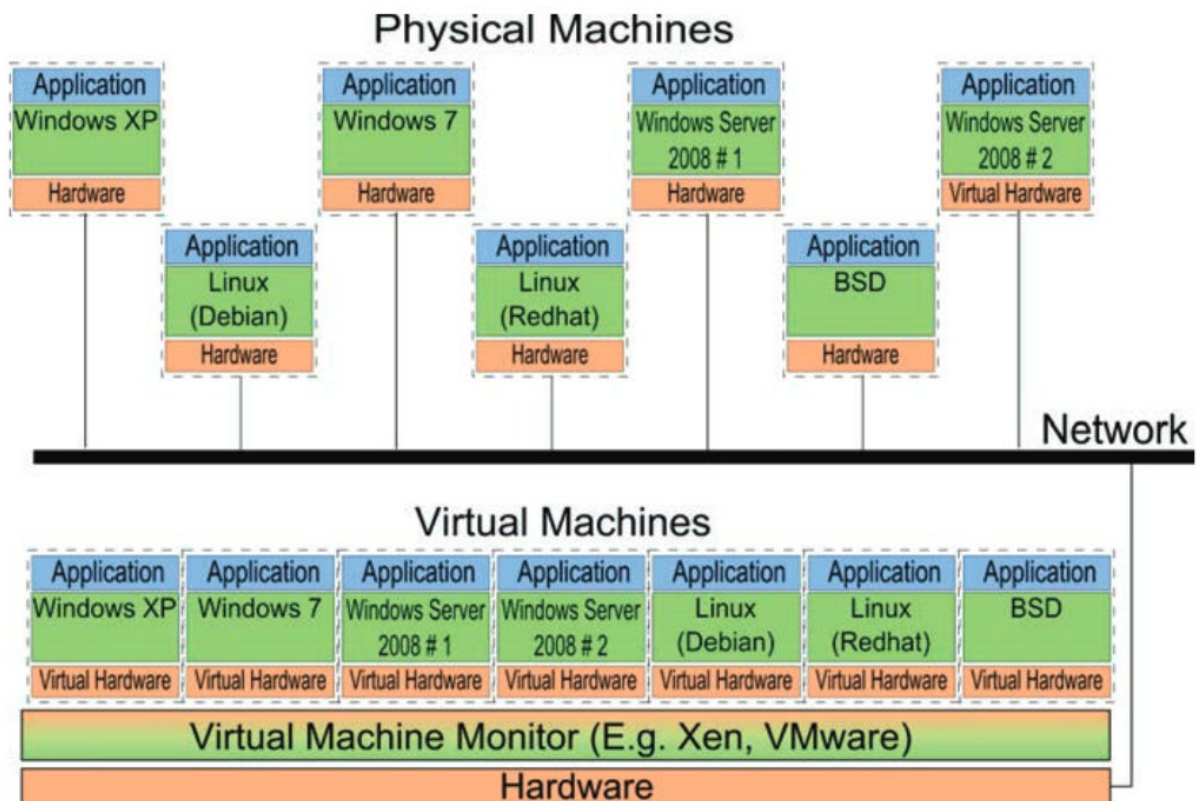 Physical Machines
Application
Windows XP
Hardware
Application
Windows 7
Hardware
Application
Windows Server
2008 # 1
Hardware
Application
Windows Server
2008 # 2
Virtual Hardware
Application
Linux
(Debian)
Hardware
Application
Linux
(Redhat)
Hardware
Application
BSD
Hardware
Network
Virtual Machines
Application
Windows XP
Virtual Hardware
Application
Windows 7
Virtual Hardware
Application
Windows Server
2008 # 1
Virtual Hardware
Application
Windows Server
2008 # 2
Virtual Hardware
Application
Linux
(Debian)
Virtual Hardware
Application
Linux
(Redhat)
Virtual Hardware
Application
BSD
Virtual Hardware
Virtual Machine Monitor (E.g. Xen, VMware)
Hardware